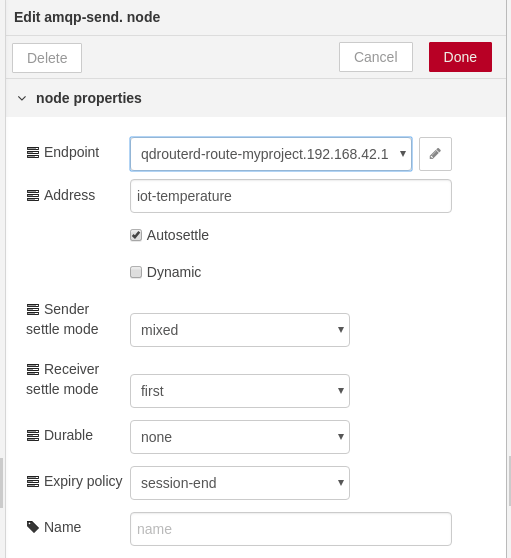 Edit amqp-send. node
Delete Cancel Done
node properties
Endpoint qdrouterd-route-myproject.192.168.42.1
Address iot-temperature
Autosettle
Dynamic
Sender
settle mode mixed
Receiver
settle mode first
Durable none
Expiry policy session-end
Name name